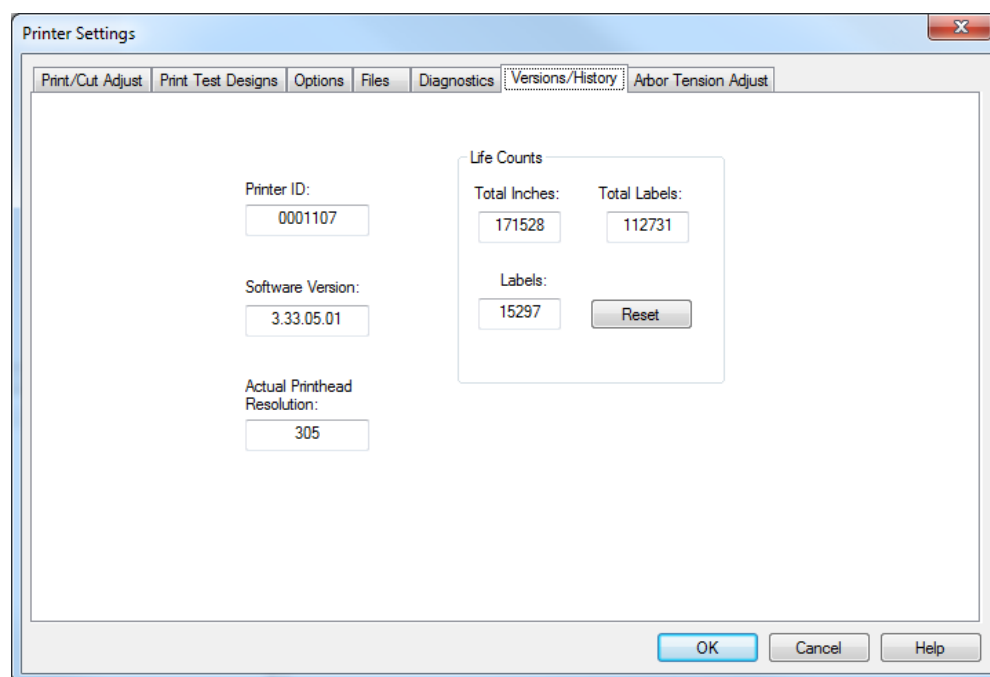 Printer Settings
Print/Cut Adjust Print Test Designs Options Files Diagnostics Versions/History Arbor Tension Adjust
Life Counts
Printer ID:
0001107
Total Inches: Total Labels:
171528 112731
Software Version:
3.33.05.01
Labels:
15297 Reset
Actual Printhead
Resolution:
305
OK Cancel Help